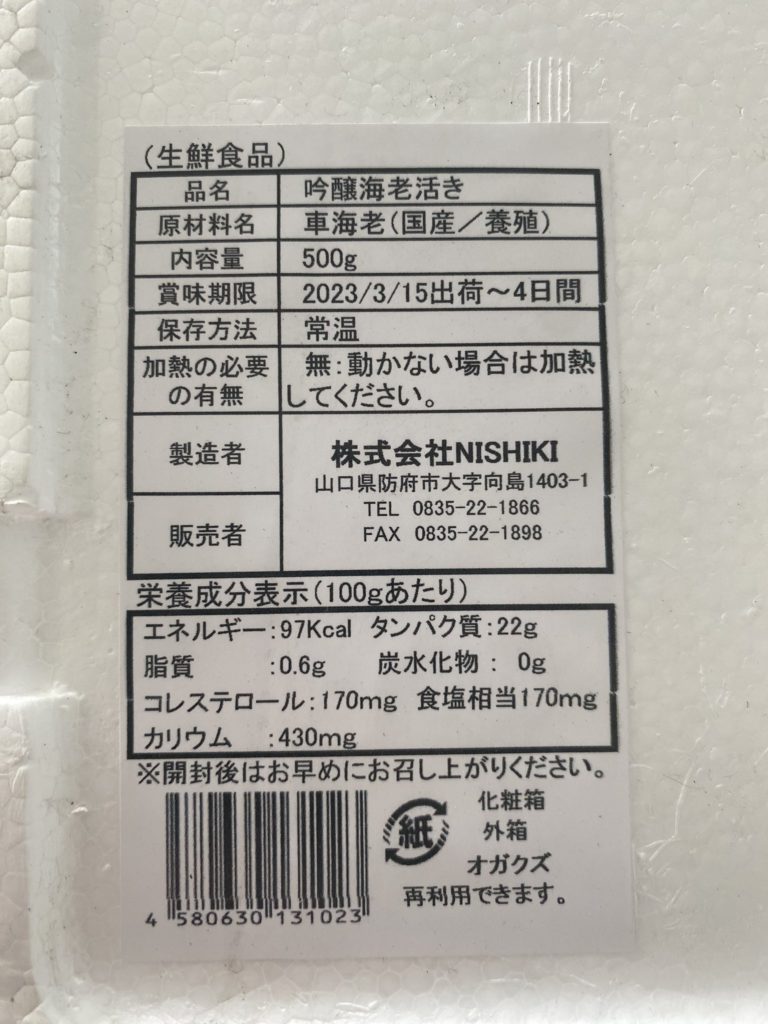 （生鮮食品）
品名 吟醸海老活き
原材料名 車海老（国産／養殖）
内容量 500g
賞味期限 2023/3/15出荷～4日間
保存方法 常温
加熱の必要の有無 無：動かない場合は加熱
してください。
製造者
販売者
株式会社NISHIKI
山口県防府市大字向島1403-1
TEL 0835-22-1866
FAX 0835-22-1898
栄養成分表示（100gあたり）
エネルギー：97Kcal タンパク質：22g
脂質 ：0.6g 炭水化物： 0g
コレステロール：170mg 食塩相当170mg
カリウム ：430mg
※開封後はお早めにお召し上がりください。
紙
化粧箱
外箱
オガクズ
再利用できます。
4 580630 131023